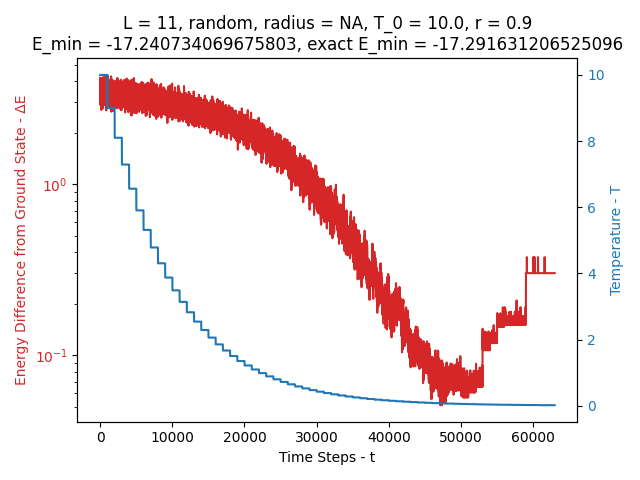 L = 11, random, radius = NA, T_0 = 10.0, r = 0.9
E_min = -17.240734069675803, exact E_min = -17.291631206525096
Energy Difference from Ground State - ΔE
10^0
10^-1
10
8
6
4
2
0
Temperature - T
0 10000 20000 30000 40000 50000 60000
Time Steps - t